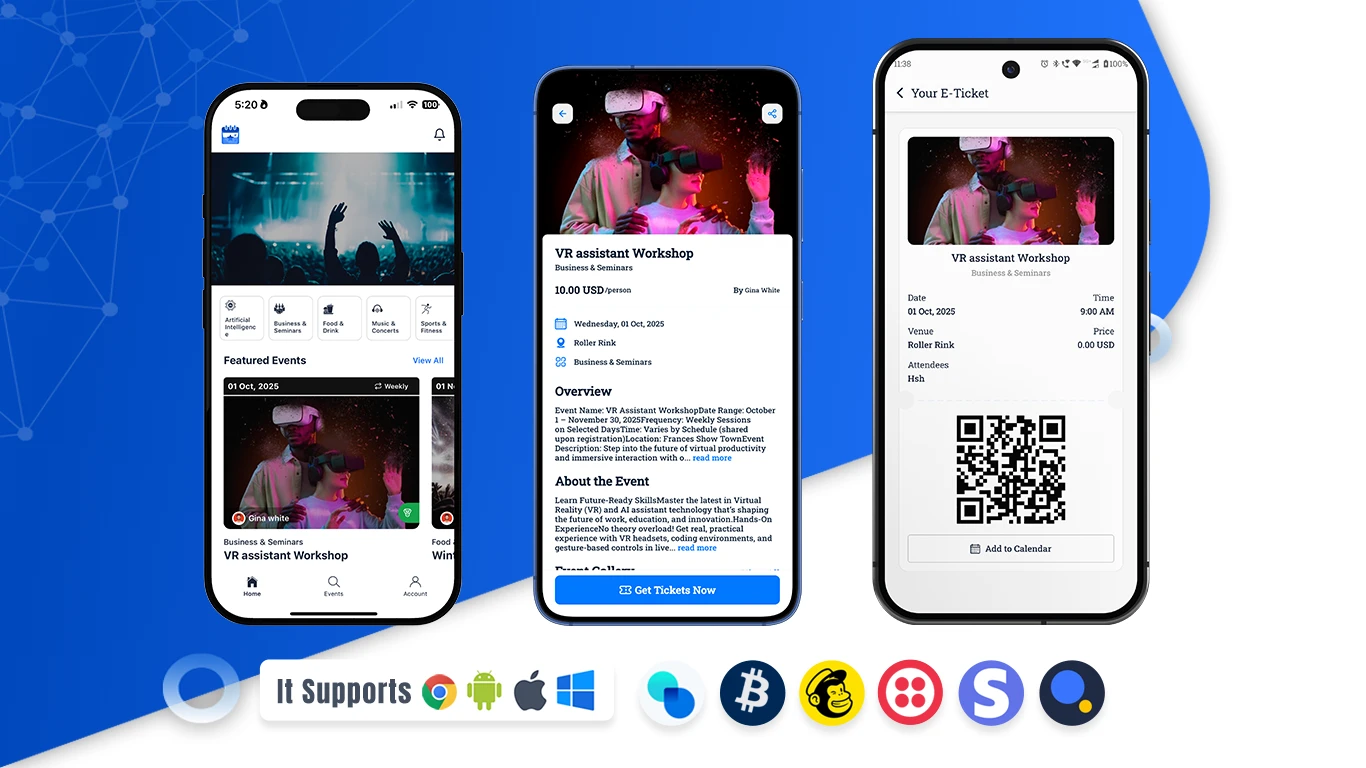 5:20
100
Artificial
Intelligenc
e
Business &
Seminars
Food &
Drink
Music &
Concerts
Sports &
Fitness
Featured Events
View All
01 Oct, 2025
Weekly
01 N
Gina white
Business & Seminars
VR assistant Workshop
Food
Wint
Home
Events
Account
VR assistant Workshop
Business & Seminars
10.00 USD/person
By Gina White
Wednesday, 01 Oct, 2025
Roller Rink
Business & Seminars
Overview
Event Name: VR Assistant WorkshopDate Range: October
1 – November 30, 2025Frequency: Weekly Sessions
on Selected DaysTime: Varies by Schedule (shared
upon registration)Location: Frances Show TownEvent
Description: Step into the future of virtual productivity
and immersive interaction with o... read more
About the Event
Learn Future-Ready SkillsMaster the latest in Virtual
Reality (VR) and AI assistant technology that's shaping
the future of work, education, and innovation.Hands-On
ExperienceNo theory overload! Get real, practical
experience with VR headsets, coding environments, and
gesture-based controls in live... read more
Event Gallery
Get Tickets Now
11:38
100%
Your E-Ticket
VR assistant Workshop
Business & Seminars
Date
Time
01 Oct, 2025
9:00 AM
Venue
Price
Roller Rink
0.00 USD
Attendees
Hsh
Add to Calendar
It Supports
S